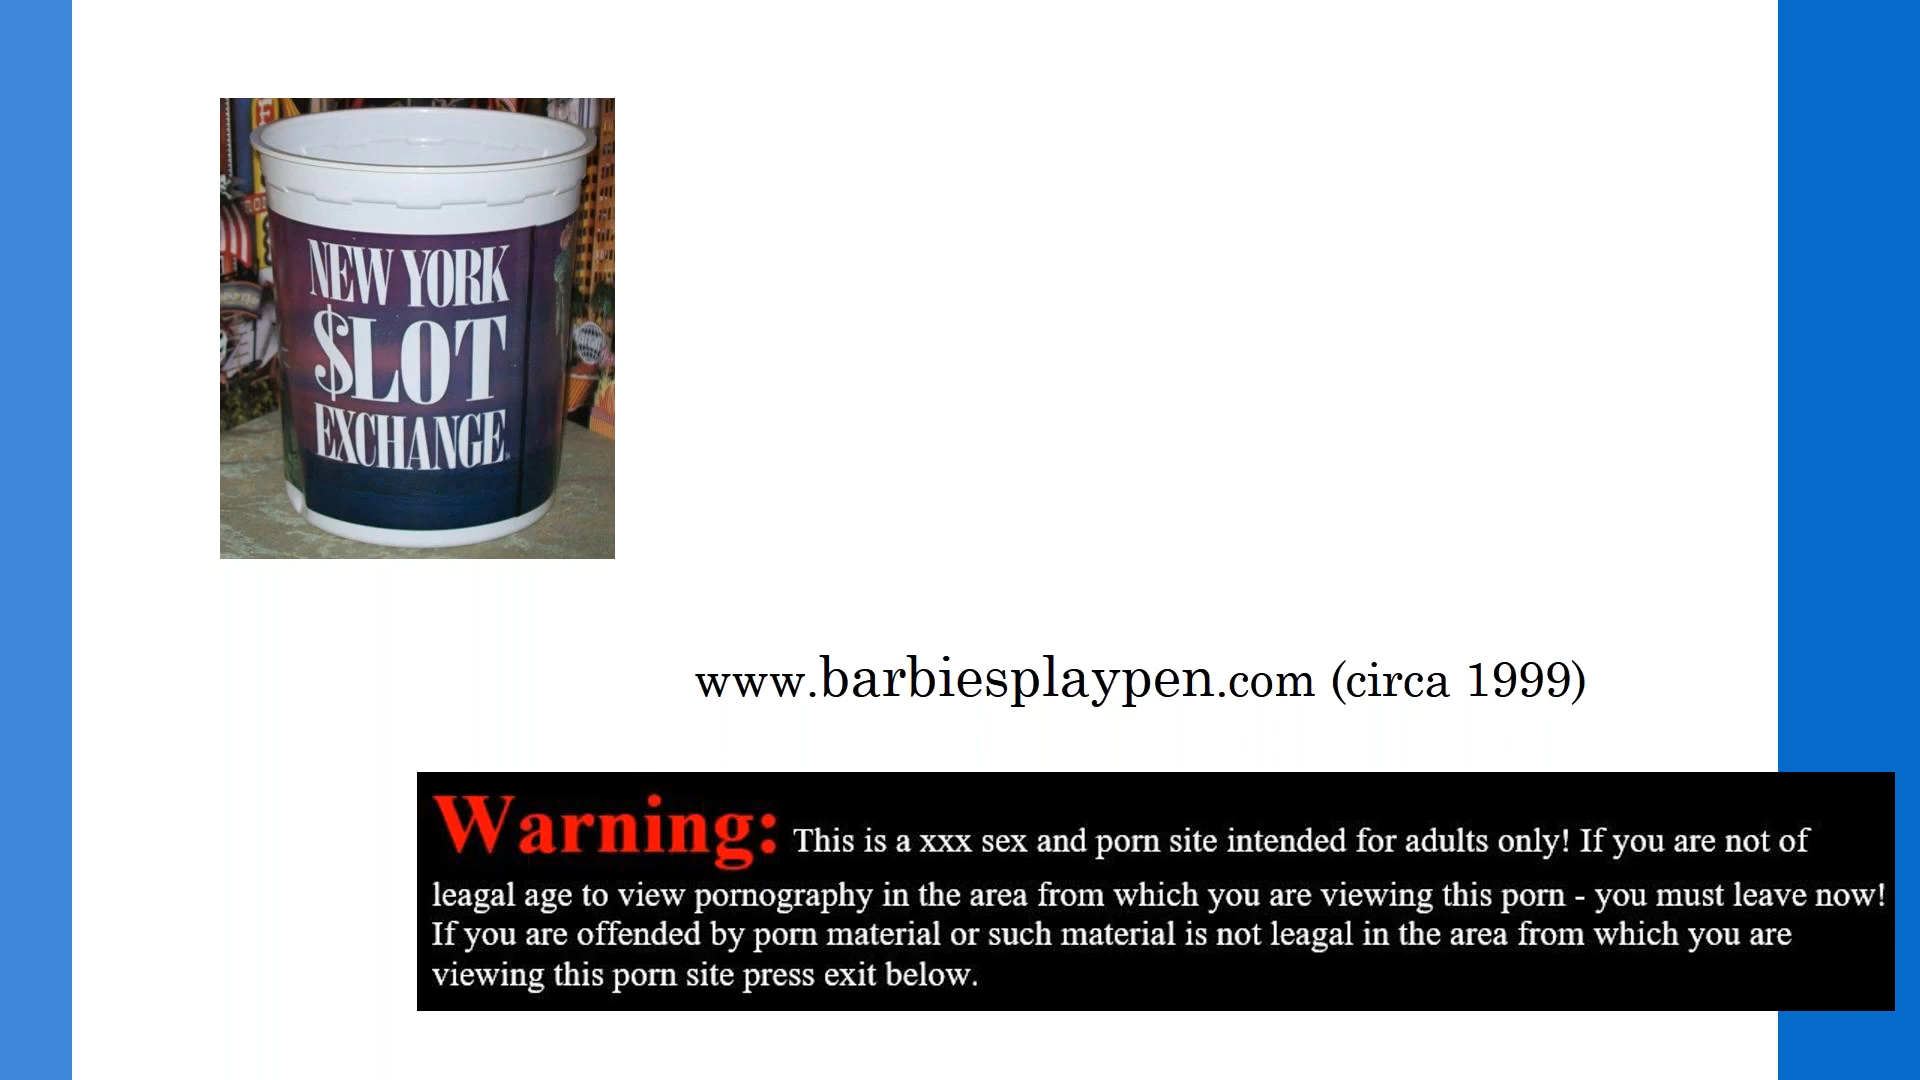 NEW YORK
$LOT
EXCHANGE
www.barbiesplaypen.com (circa 1999)
Warning: This is a xxx sex and porn site intended for adults only! If you are not of
leagal age to view pornography in the area from which you are viewing this porn - you must leave now!
If you are offended by porn material or such material is not leagal in the area from which you are
viewing this porn site press exit below.